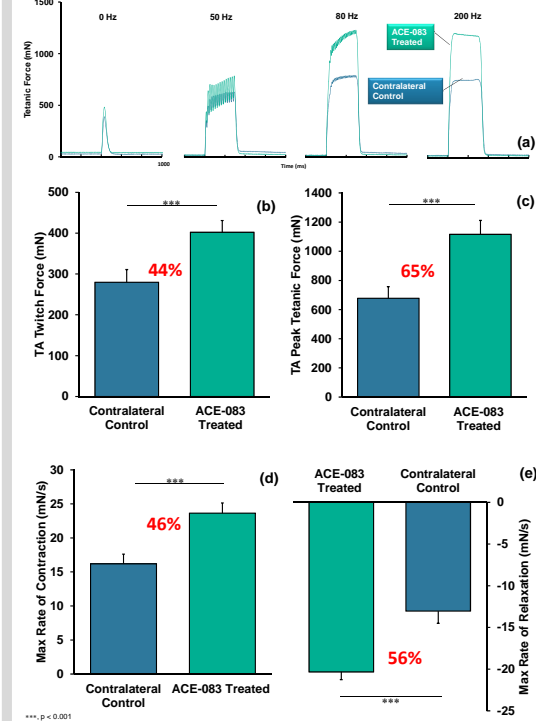 1500
1000
500
0
Tetanic Force (mN)
0 Hz
50 Hz
80 Hz
200 Hz
ACE-083
Treated
Contralateral
Control
1000
Time (ms)
(a)
500
400
300
200
100
0
TA Twitch Force (mN)
***
(b)
44%
Contralateral
Control
ACE-083
Treated
1400
1200
1000
800
600
400
200
0
TA Peak Tetanic Force (mN)
***
(c)
65%
Contralateral
Control
ACE-083
Treated
30
25
20
15
10
5
0
Max Rate of Contraction (mN/s)
***
(d)
46%
Contralateral
Control
ACE-083 Treated
ACE-083
Treated
Contralateral
Control
(e)
0
-5
-10
-15
-20
-25
Max Rate of Relaxation (mN/s)
56%
***
***, p < 0.001